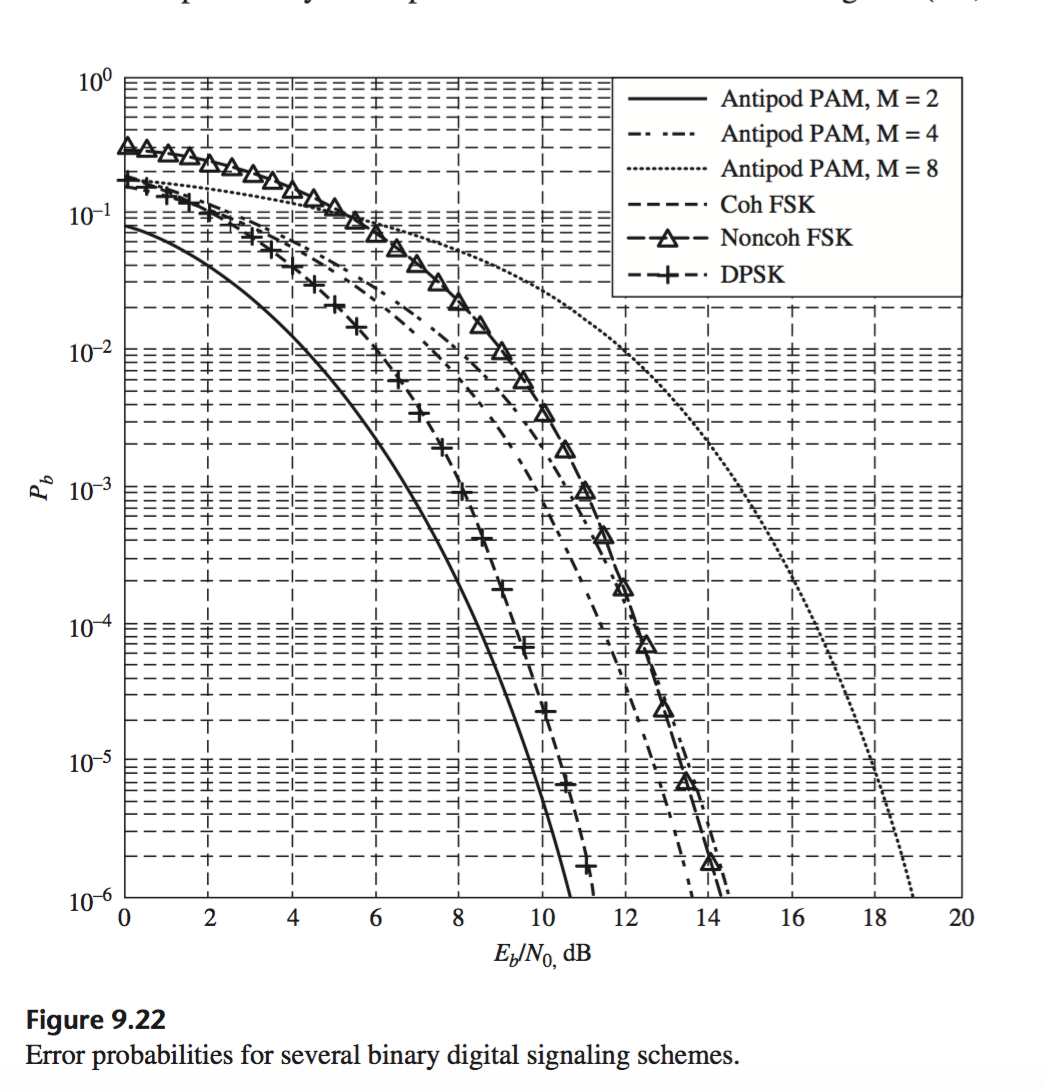 10⁰
10⁻¹
10⁻²
10⁻³
10⁻⁴
10⁻⁵
10⁻⁶
P_b
Antipod PAM, M = 2
Antipod PAM, M = 4
Antipod PAM, M = 8
Coh FSK
Noncoh FSK
DPSK
0 2 4 6 8 10 12 14 16 18 20
E_b/N_0, dB
Figure 9.22
Error probabilities for several binary digital signaling schemes.